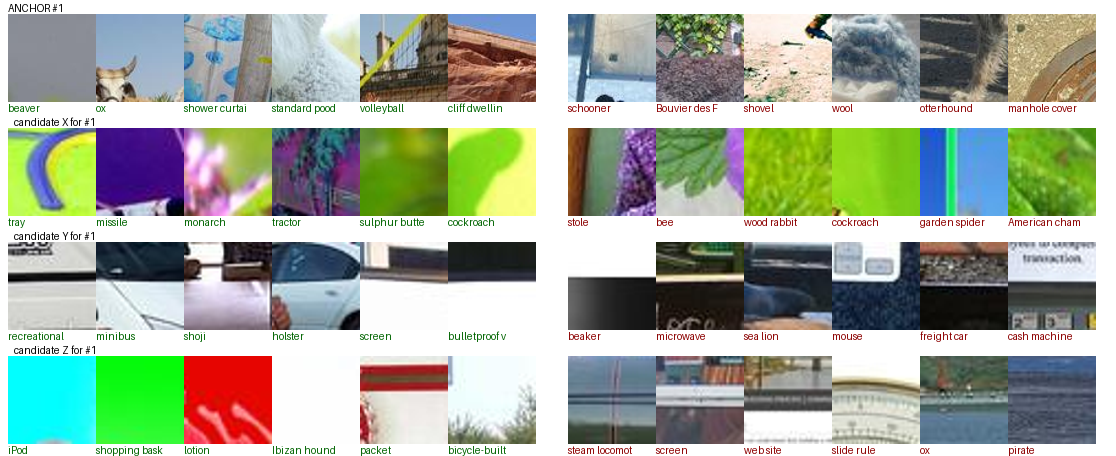 ANCHOR #1
beaver ox shower curtai standard pood volleyball cliff dwellin schooner Bouvier des F shovel wool otterhound manhole cover
candidate X for #1
tray missile monarch tractor sulphur butte cockroach stole bee wood rabbit cockroach garden spider American cham
candidate Y for #1
transaction.
recreational minibus shoji holster screen bulletproof v beaker microwave sea lion mouse freight car cash machine
candidate Z for #1
iPod shopping bask lotion Ibizan hound packet bicycle-built steam locomot screen web site slide rule ox pirate